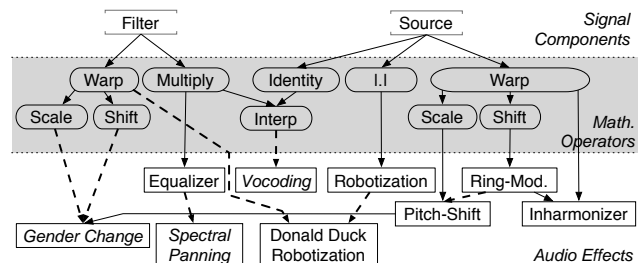 Filter
Source
Signal
Components
Warp
Multiply
Identity
I.I
Warp
Scale
Shift
Interp
Scale
Shift
Math.
Operators
Equalizer
Vocoding
Robotization
Ring-Mod.
Gender Change
Spectral
Panning
Donald Duck
Robotization
Pitch-Shift
Inharmonizer
Audio Effects